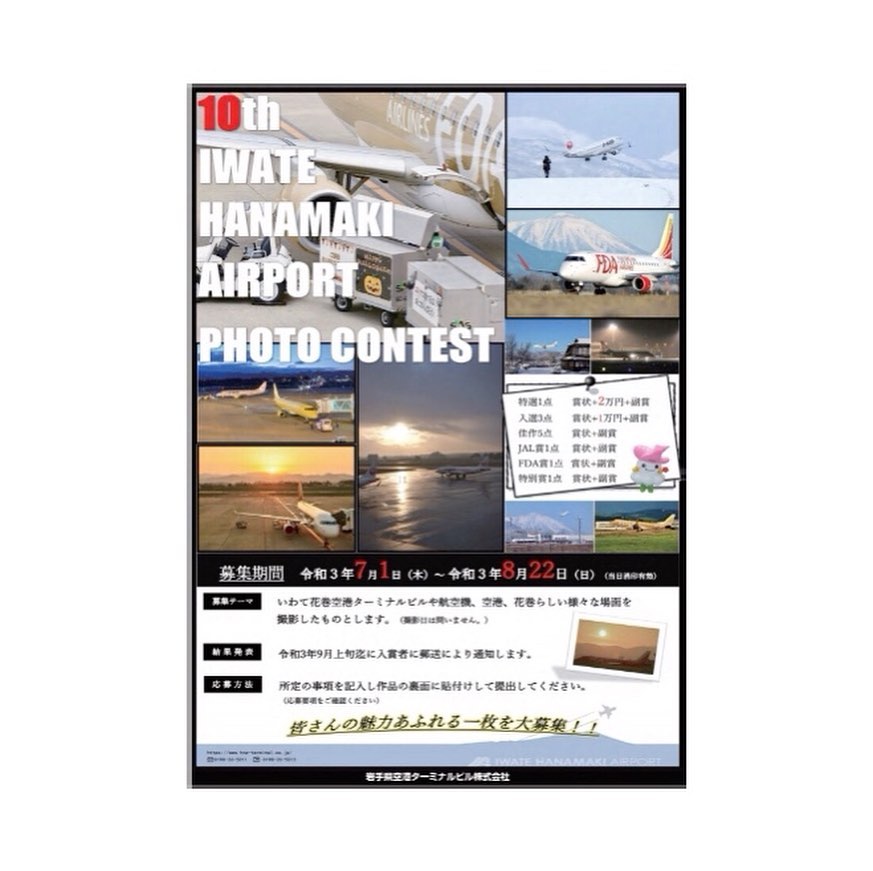 10th
IWATE
HANAMAKI
AIRPORT
PHOTO CONTEST
AIRLINES
FDA
FDA
特選1点 賞状+2万円+副賞
入選3点 賞状+1万円+副賞
佳作5点 賞状+副賞
JAL賞1点 賞状+副賞
FDA賞1点 賞状+副賞
特別賞1点 賞状+副賞
募集期間 令和3年7月1日(木)~令和3年8月22日(日)(当日消印有効)
募集テーマ いわて花巻空港ターミナルビルや航空機、空港、花巻らしい様々な場面を
撮影したものとします。(撮影日は問いません。)
結果発表 令和3年9月上旬迄に入賞者に郵送により通知します。
応募方法 所定の事項を記入し作品の裏面に貼付けして提出してください。
(応募要項をご確認ください)
皆さんの魅力あふれる一枚を大募集!!
IWATE HANAMAKI AIRPORT
岩手県空港ターミナルビル株式会社